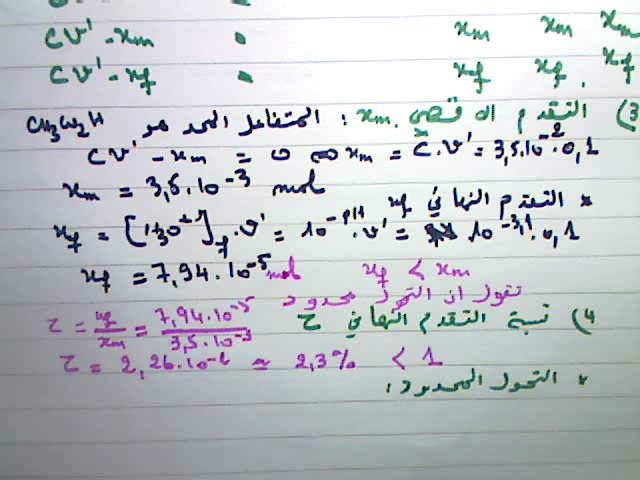 CV' - xm • xm xm xm
CV' - xf • xf xf xf
3) التقدم الاقصى xm : المتفاعل المحد هو CH3CO2H
CV' - xm = 0 ⟺ xm = C.V' = 3,5.10^-2.0,1
xm = 3,5.10^-3 mol
* التقدم النهائي xf
xf = [H3O+]f.V' = 10^-pH.V' = 10^-3,1.0,1
xf = 7,94.10^-5 mol xf < xm
نقول ان التحول محدود
4) نسبة التقدم النهائي τ τ = xf/xm = 7,94.10^-5/3,5.10^-3
τ = 2,26.10^-2 ≃ 2,3% < 1
* التحول المحدود: